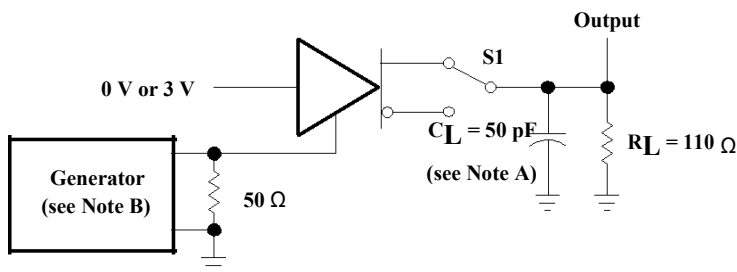 Output
S1
0 V or 3 V
CL = 50 pF
(see Note A)
RL = 110 Ω
Generator
(see Note B)
50 Ω